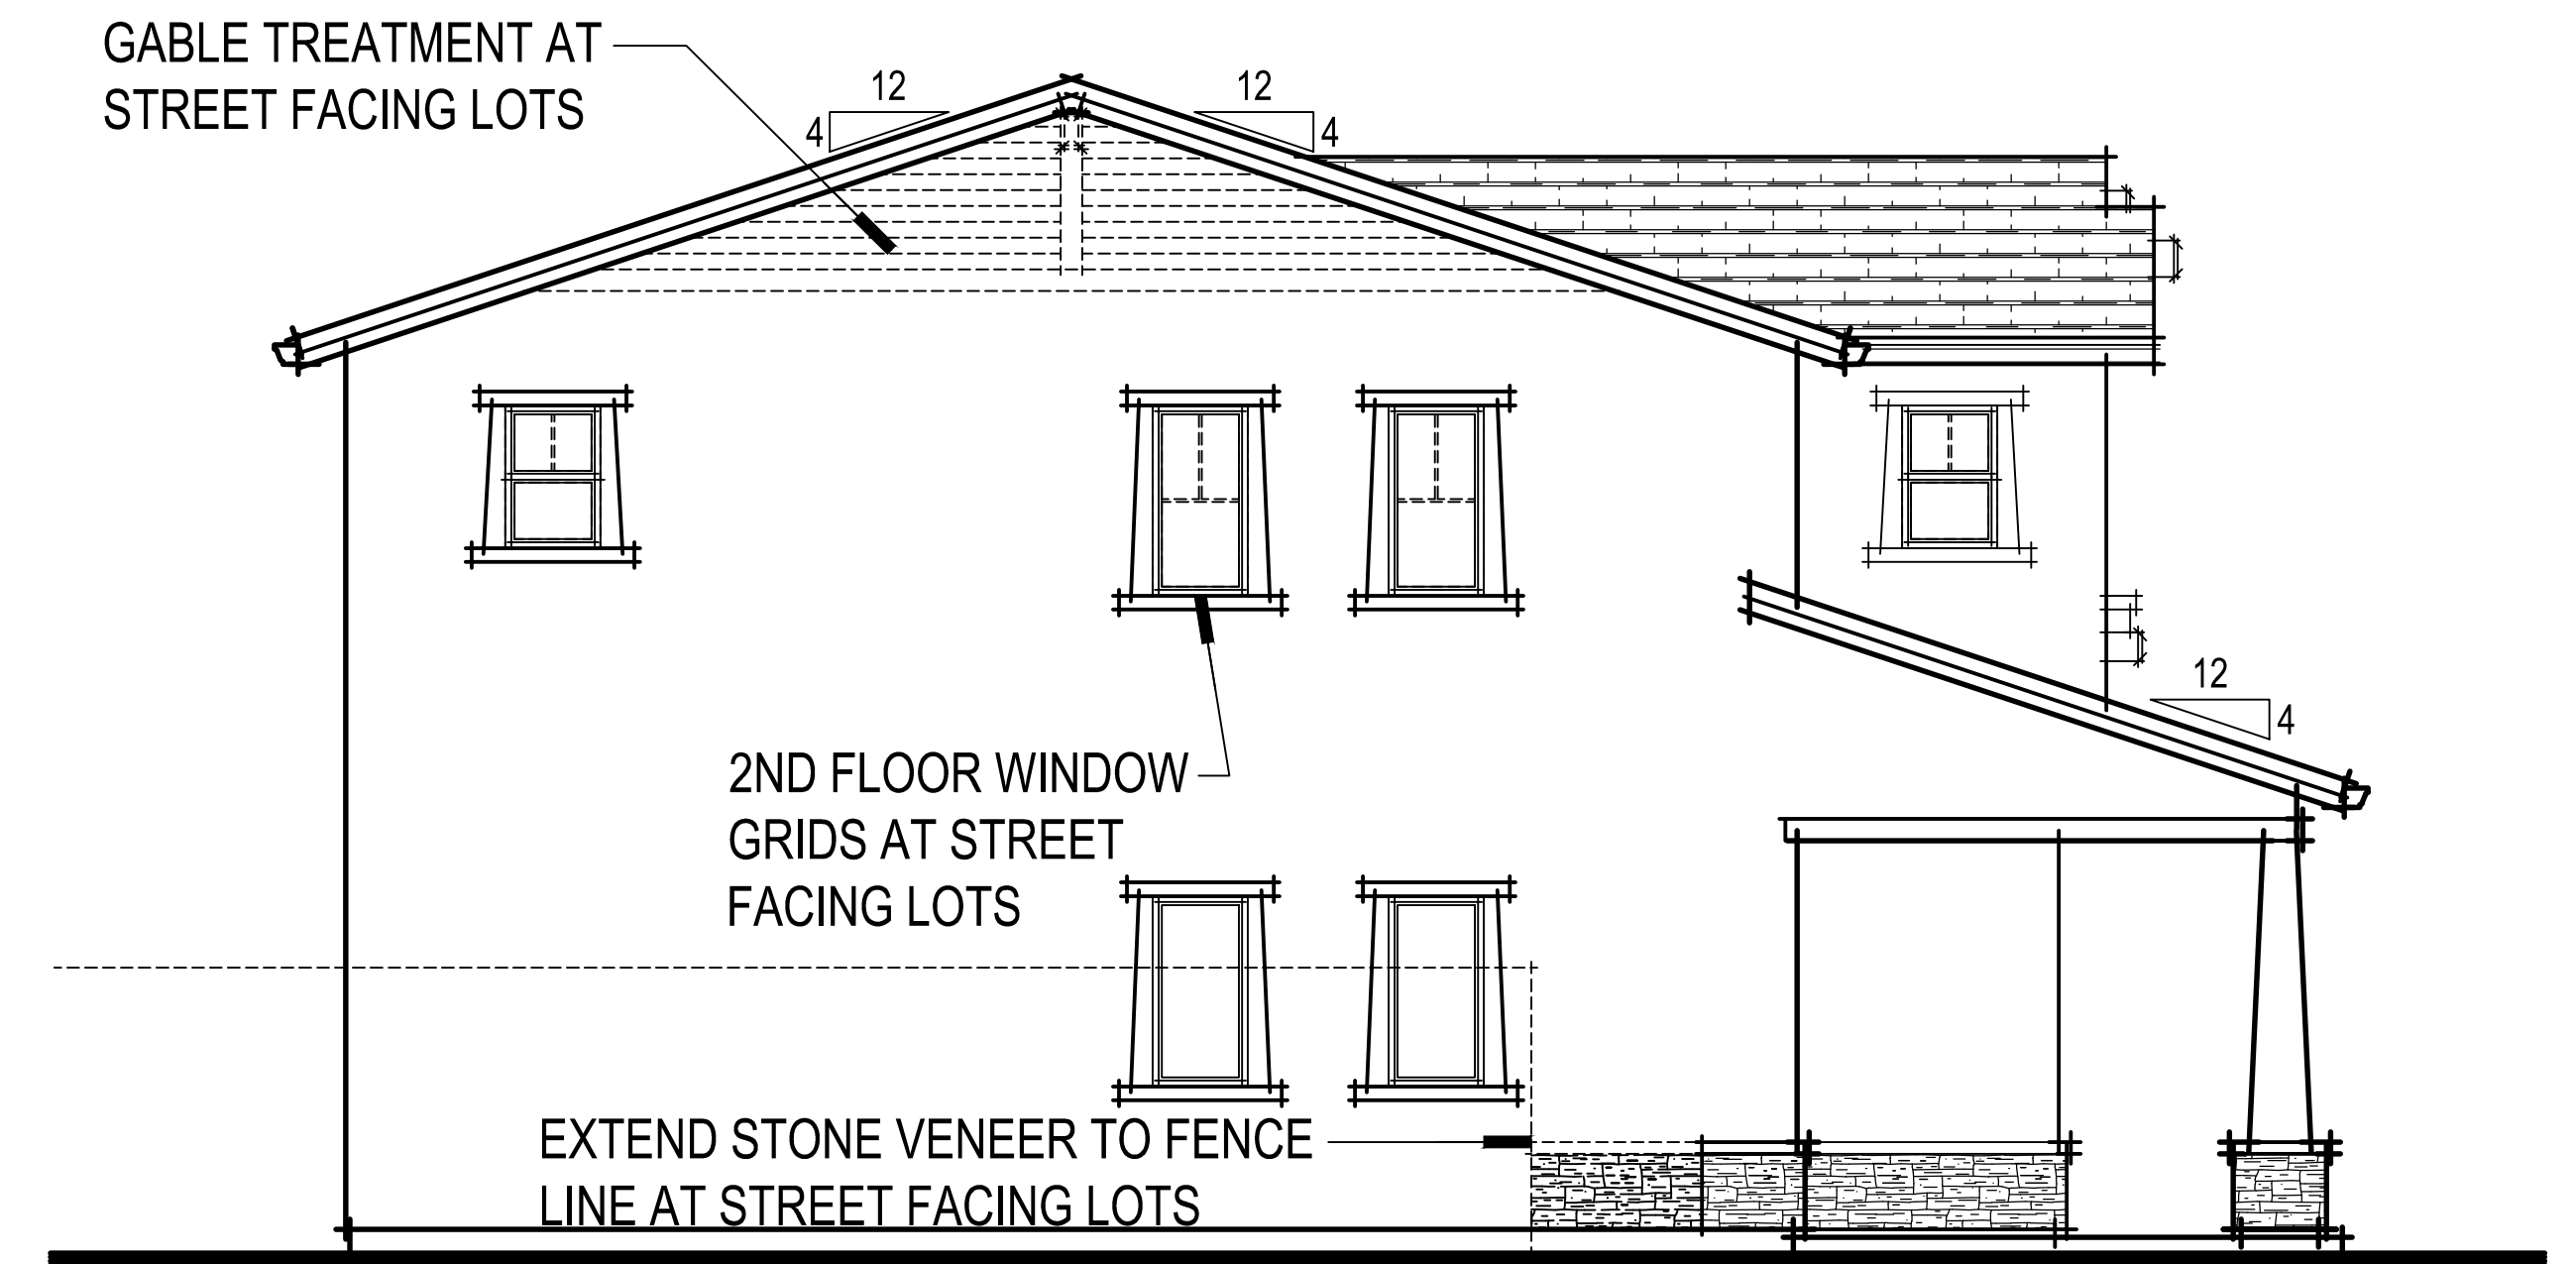 GABLE TREATMENT AT
STREET FACING LOTS
12
4
12
4
12
4
2ND FLOOR WINDOW
GRIDS AT STREET
FACING LOTS
EXTEND STONE VENEER TO FENCE
LINE AT STREET FACING LOTS